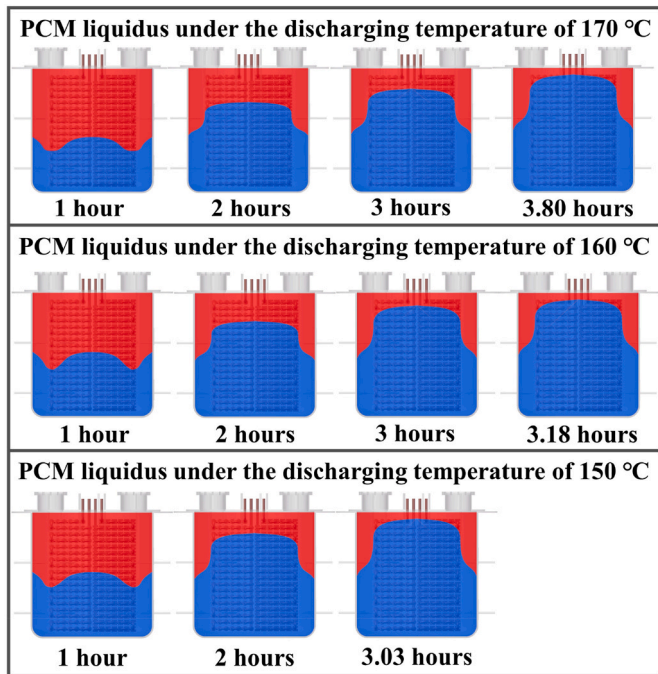 PCM liquidus under the discharging temperature of 170 ℃
1 hour 2 hours 3 hours 3.80 hours
PCM liquidus under the discharging temperature of 160 ℃
1 hour 2 hours 3 hours 3.18 hours
PCM liquidus under the discharging temperature of 150 ℃
1 hour 2 hours 3.03 hours